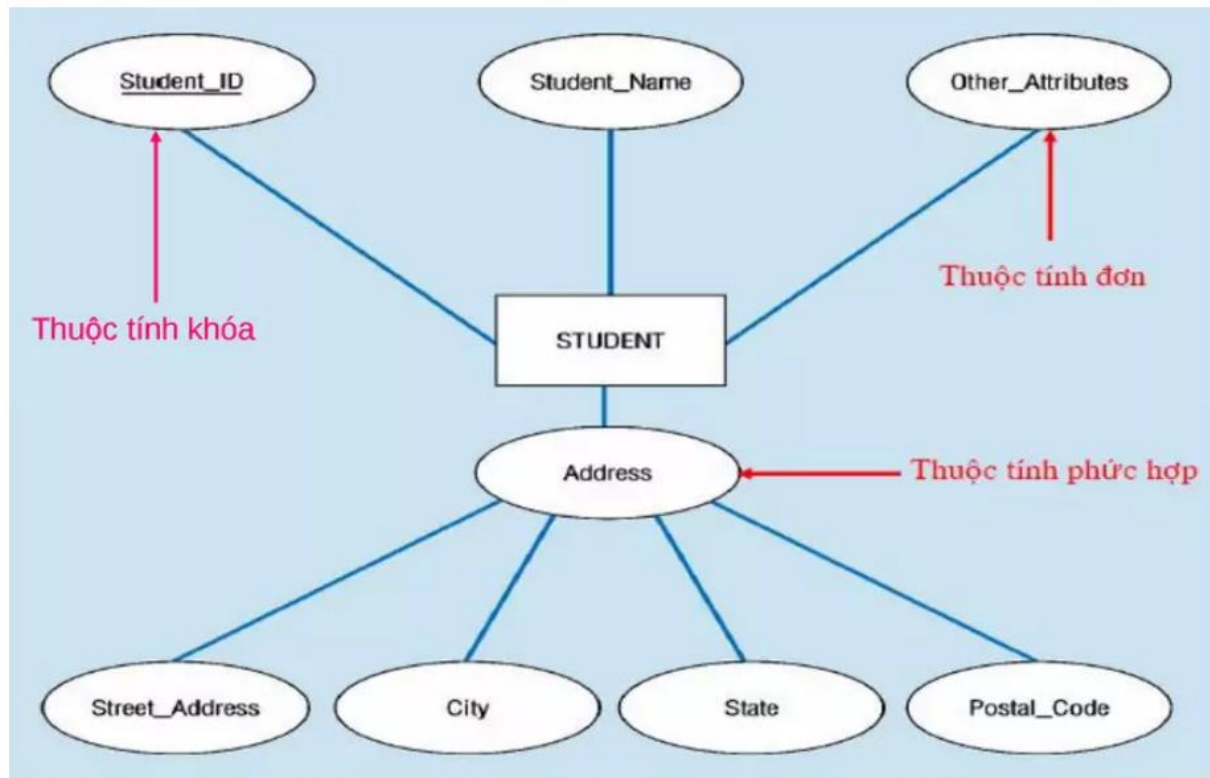 Student_ID
Student_Name
Other_Attributes
Thuộc tính đơn
Thuộc tính khóa
STUDENT
Address
Thuộc tính phức hợp
Street_Address
City
State
Postal_Code